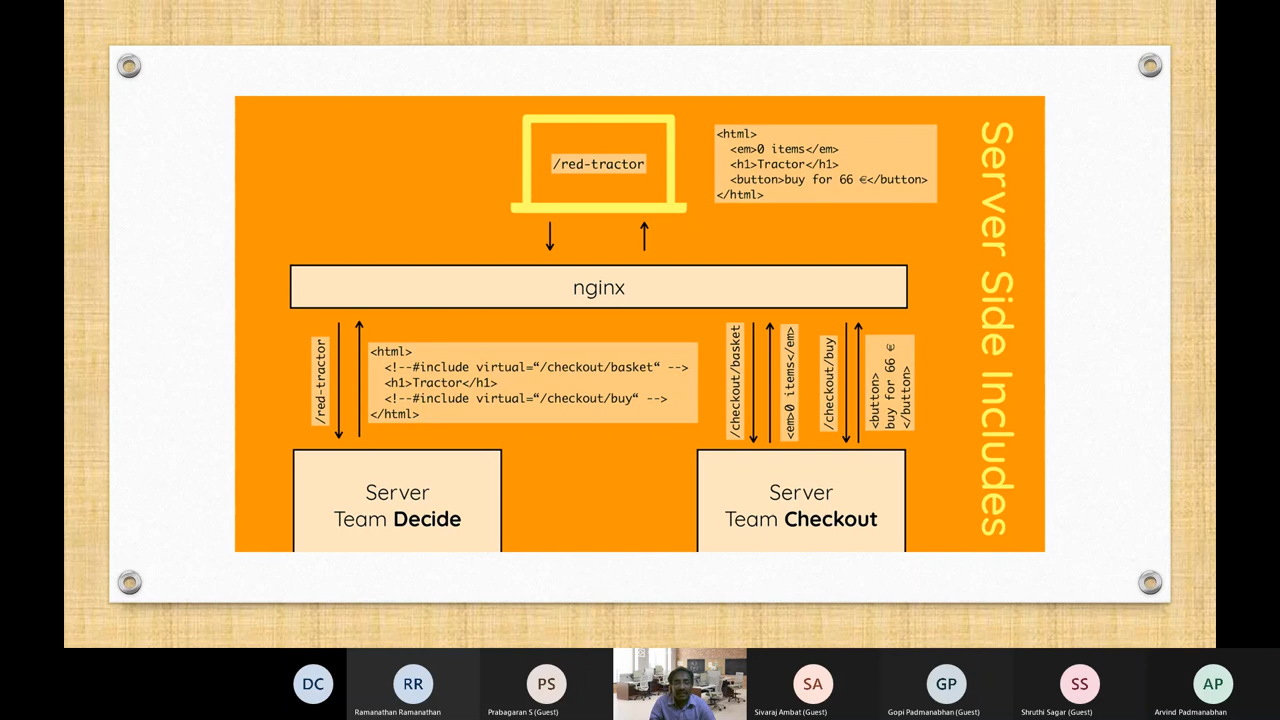 /red-tractor
<html>
<em>0 items</em>
<h1>Tractor</h1>
<button>buy for 66 €</button>
</html>
Server Side Includes
nginx
/red-tractor
<html>
<!--#include virtual=“/checkout/basket“ -->
<h1>Tractor</h1>
<!--#include virtual=“/checkout/buy“ -->
</html>
/checkout/basket
<em>0 items</em>
/checkout/buy
<button>
buy for 66 €
</button>
Server
Team Decide
Server
Team Checkout
DC
RR
PS
SA
GP
SS
AP
Ramanathan Ramanathan
Prabagaran S (Guest)
Sivaraj Ambat (Guest)
Gopi Padmanabhan (Guest)
Shruthi Sagar (Guest)
Arvind Padmanabhan